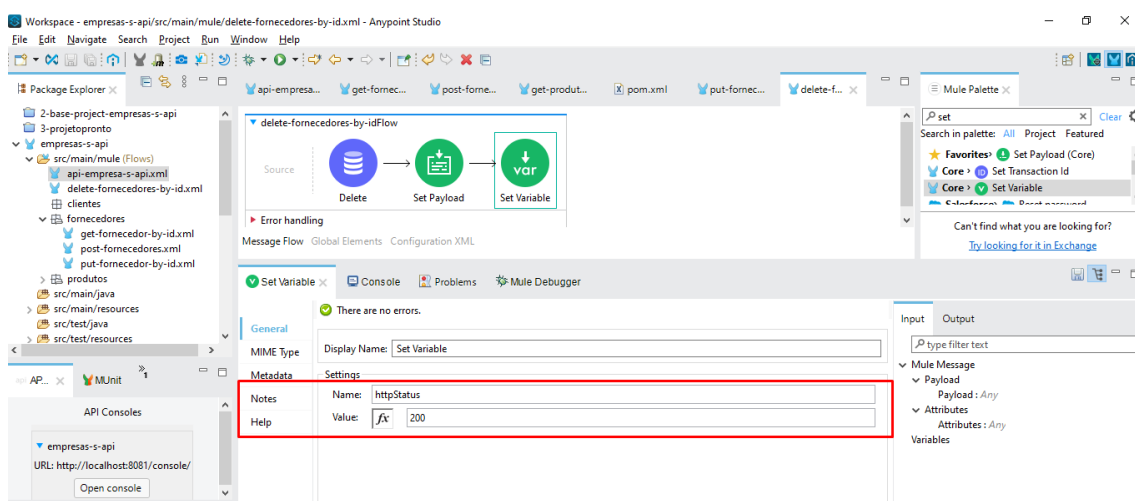 Workspace - empresas-s-api/src/main/mule/delete-fornecedores-by-id.xml - Anypoint Studio
File Edit Navigate Search Project Run Window Help
Package Explorer
2-base-project-empresas-s-api
3-projetopronto
empresas-s-api
src/main/mule (Flows)
api-empresa-s-api.xml
delete-fornecedores-by-id.xml
clientes
fornecedores
get-fornecedor-by-id.xml
post-fornecedores.xml
put-fornecedor-by-id.xml
produtos
src/main/java
src/main/resources
src/test/java
src/test/resources
AP...
MUnit
1
API Consoles
empresas-s-api
URL: http://localhost:8081/console/
Open console
api-empresa... get-fornec... post-forne... get-produt... pom.xml put-fornec... delete-f...
delete-fornecedores-by-idFlow
Source
Delete Set Payload Set Variable
var
Error handling
Message Flow Global Elements Configuration XML
Mule Palette
set
Clear
Search in palette: All Project Featured
Favorites> Set Payload (Core)
Core > Set Transaction Id
Core > Set Variable
Can't find what you are looking for?
Try looking for it in Exchange
Set Variable Console Problems Mule Debugger
There are no errors.
General
MIME Type
Metadata
Notes
Help
Display Name: Set Variable
Settings
Name: httpStatus
Value: fx 200
Input Output
type filter text
Mule Message
Payload
Payload : Any
Attributes
Attributes : Any
Variables